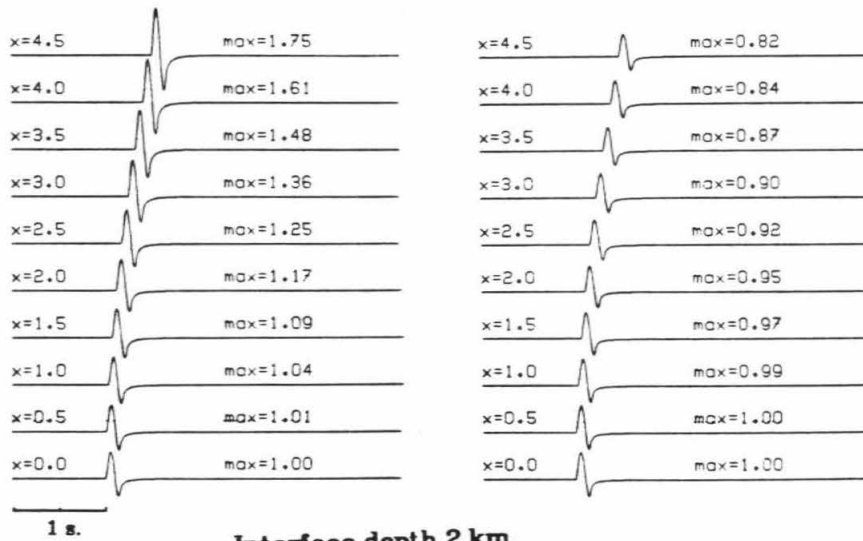 x=4.5 max=1.75
x=4.0 max=1.61
x=3.5 max=1.48
x=3.0 max=1.36
x=2.5 max=1.25
x=2.0 max=1.17
x=1.5 max=1.09
x=1.0 max=1.04
x=0.5 max=1.01
x=0.0 max=1.00
1 s.
x=4.5 max=0.82
x=4.0 max=0.84
x=3.5 max=0.87
x=3.0 max=0.90
x=2.5 max=0.92
x=2.0 max=0.95
x=1.5 max=0.97
x=1.0 max=0.99
x=0.5 max=1.00
x=0.0 max=1.00
Interface depth 2 km